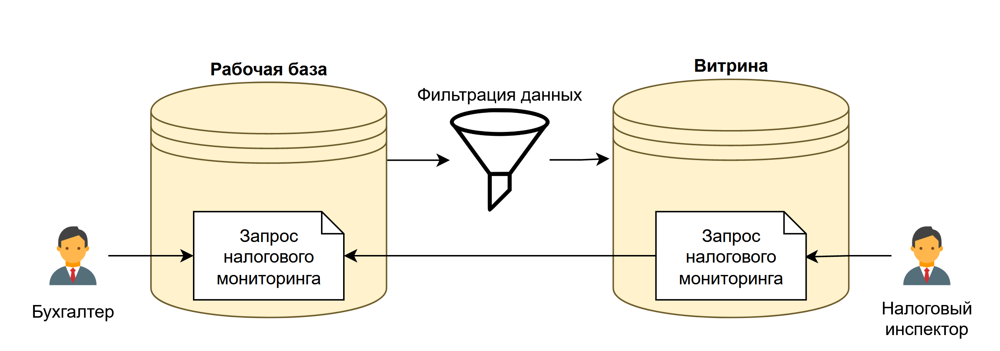 Рабочая база
Витрина
Фильтрация данных
Запрос
налогового
мониторинга
Запрос
налогового
мониторинга
Бухгалтер
Налоговый
инспектор